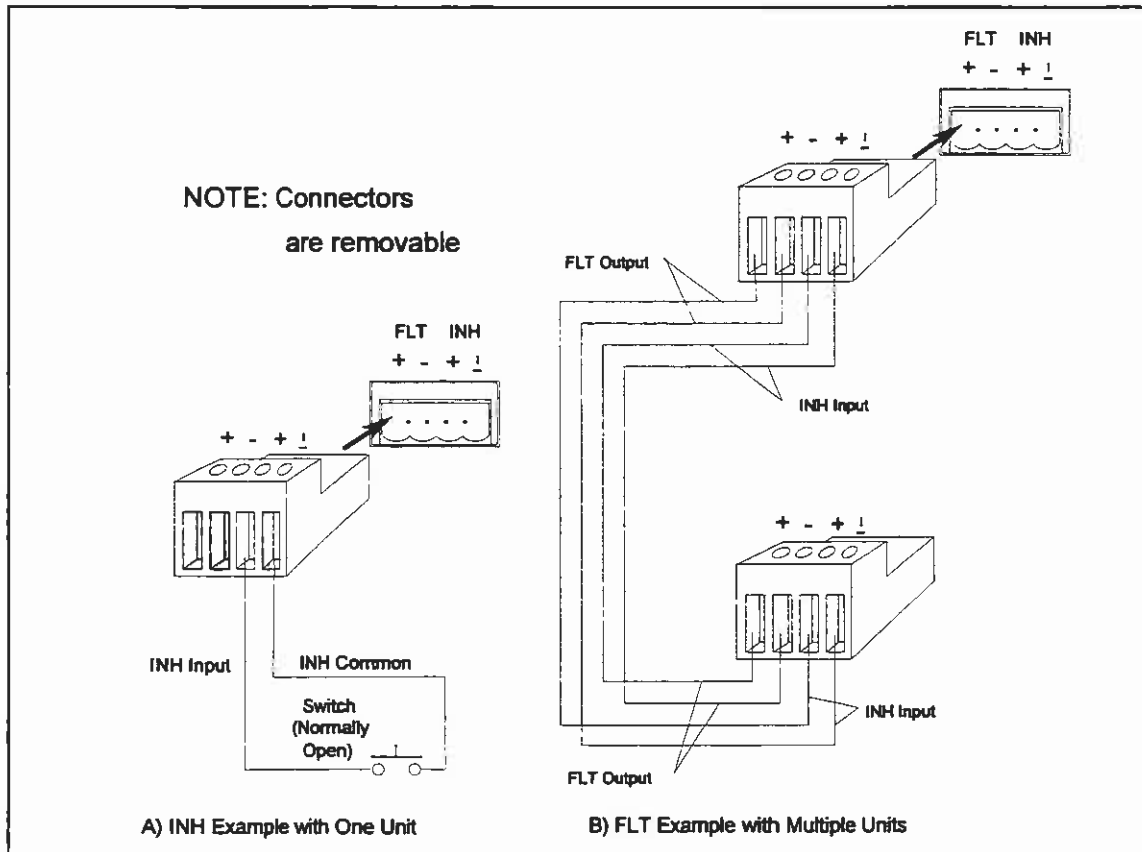 FLT INH
+ - + ⏊
+ - + ⏊
NOTE: Connectors
are removable
FLT Output
FLT INH
+ - + ⏊
INH Input
+ - + ⏊
+ - + ⏊
INH Input
INH Common
Switch
(Normally
Open)
INH Input
FLT Output
A) INH Example with One Unit
B) FLT Example with Multiple Units